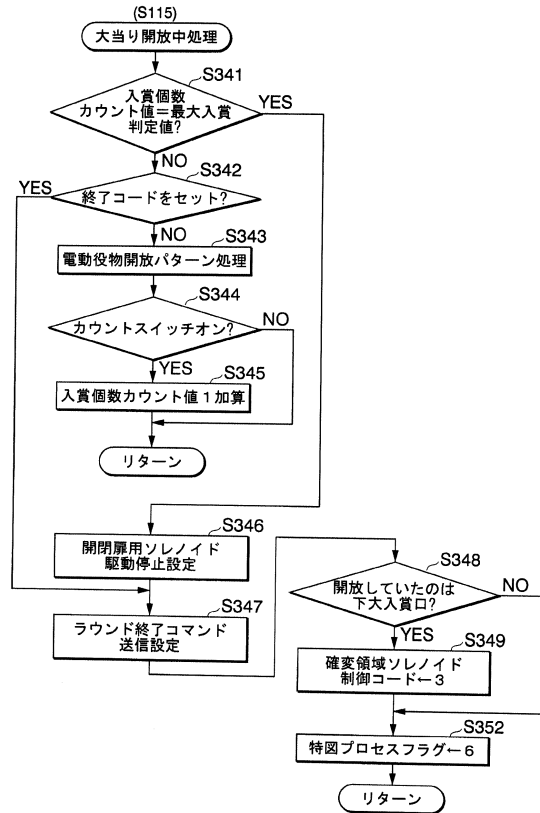 (S115)
大当り開放中処理
S341
入賞個数
カウント値＝最大入賞
判定値?
YES
NO
S342
YES
終了コードをセット?
NO
S343
電動役物開放パターン処理
S344
カウントスイッチオン?
NO
YES
S345
入賞個数カウント値1加算
リターン
S346
開閉扉用ソレノイド
駆動停止設定
S347
ラウンド終了コマンド
送信設定
S348
開放していたのは
下大入賞口?
NO
YES
S349
確変領域ソレノイド
制御コード←3
S352
特図プロセスフラグ←6
リターン